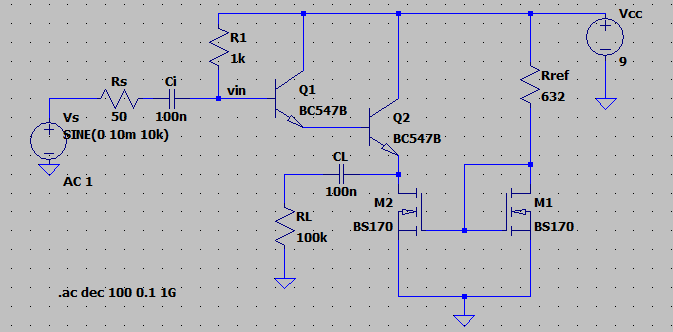 Vcc
9
R1
1k
Rref
632
Rs
50
Ci
100n
vin
Q1
BC547B
Q2
BC547B
Vs
SINE(0 10m 10k)
AC 1
CL
100n
RL
100k
M2
BS170
M1
BS170
.ac dec 100 0.1 1G